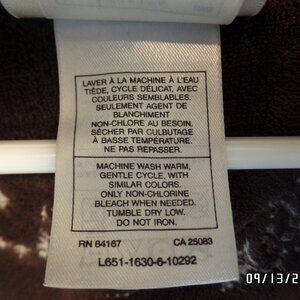 LAVER À LA MACHINE À L'EAU
TIÈDE, CYCLE DÉLICAT, AVEC
COULEURS SEMBLABLES.
SEULEMENT AGENT DE
BLANCHIMENT
NON-CHLORE AU BESOIN.
SÉCHER PAR CULBUTAGE
À BASSE TEMPÉRATURE.
NE PAS REPASSER.
MACHINE WASH WARM,
GENTLE CYCLE, WITH
SIMILAR COLORS.
ONLY NON-CHLORINE
BLEACH WHEN NEEDED.
TUMBLE DRY LOW.
DO NOT IRON.
RN 84167 CA 25083
L651-1630-6-10292
09/13/2